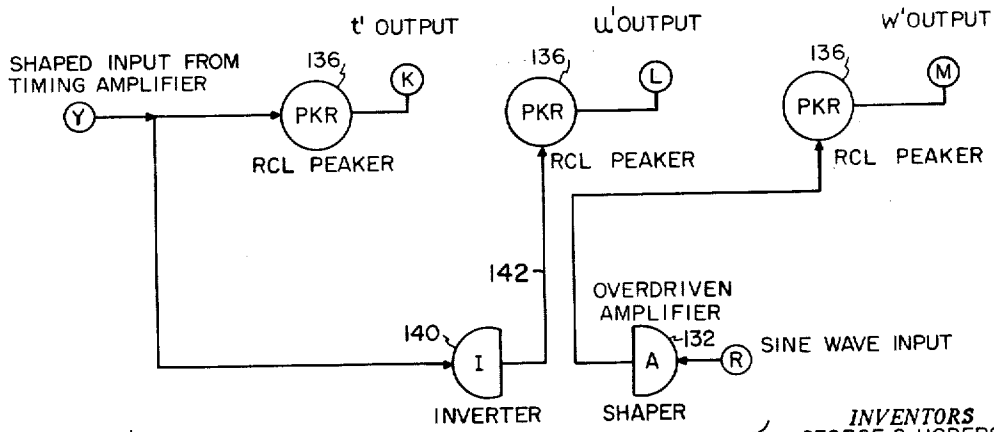 t' OUTPUT
u' OUTPUT
w' OUTPUT
SHAPED INPUT FROM
TIMING AMPLIFIER
136
136
136
K
L
M
Y
PKR
PKR
PKR
RCL PEAKER
RCL PEAKER
RCL PEAKER
142
OVERDRIVEN
AMPLIFIER
140
132
I
A
R
SINE WAVE INPUT
INVERTER
SHAPER
INVENTORS